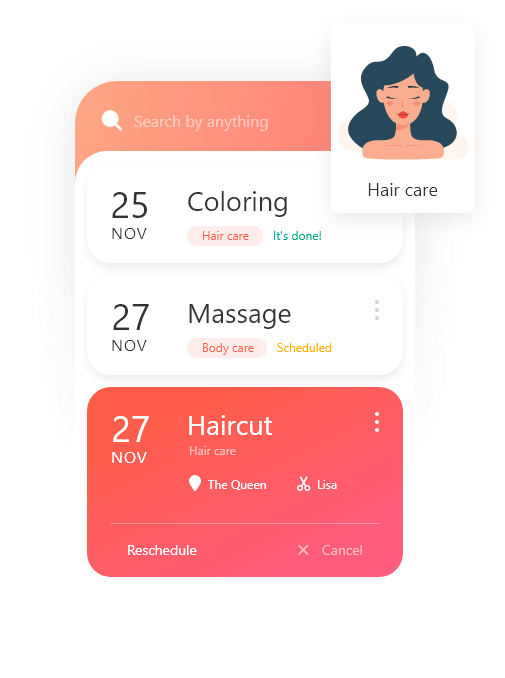 Search by anything
Hair care
25
NOV
Coloring
Hair care
It's done!
27
NOV
Massage
Body care
Scheduled
27
NOV
Haircut
Hair care
The Queen
Lisa
Reschedule
Cancel